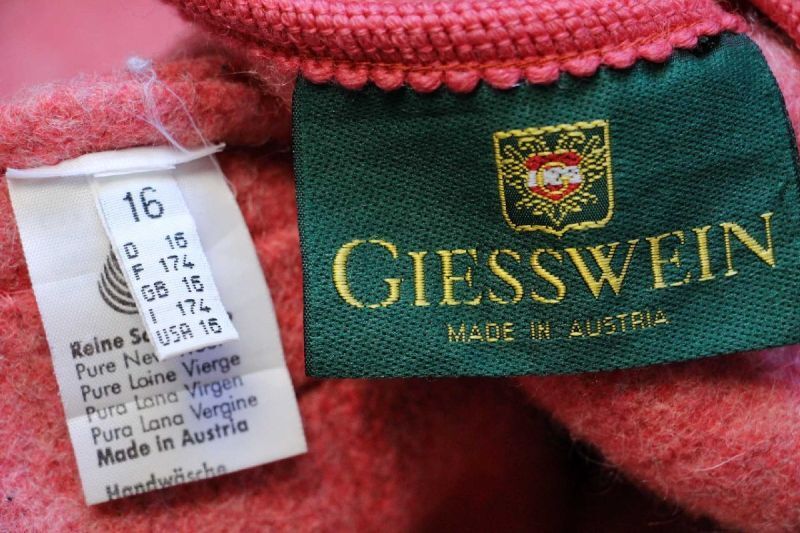 16
D 16
F 174
GB 16
I 174
USA 16
Reine
Pure New
Pure Laine Vierge
Pura Lana Virgen
Pura Lana Vergine
Made in Austria
Handwäsche
GIESSWEIN
MADE IN AUSTRIA